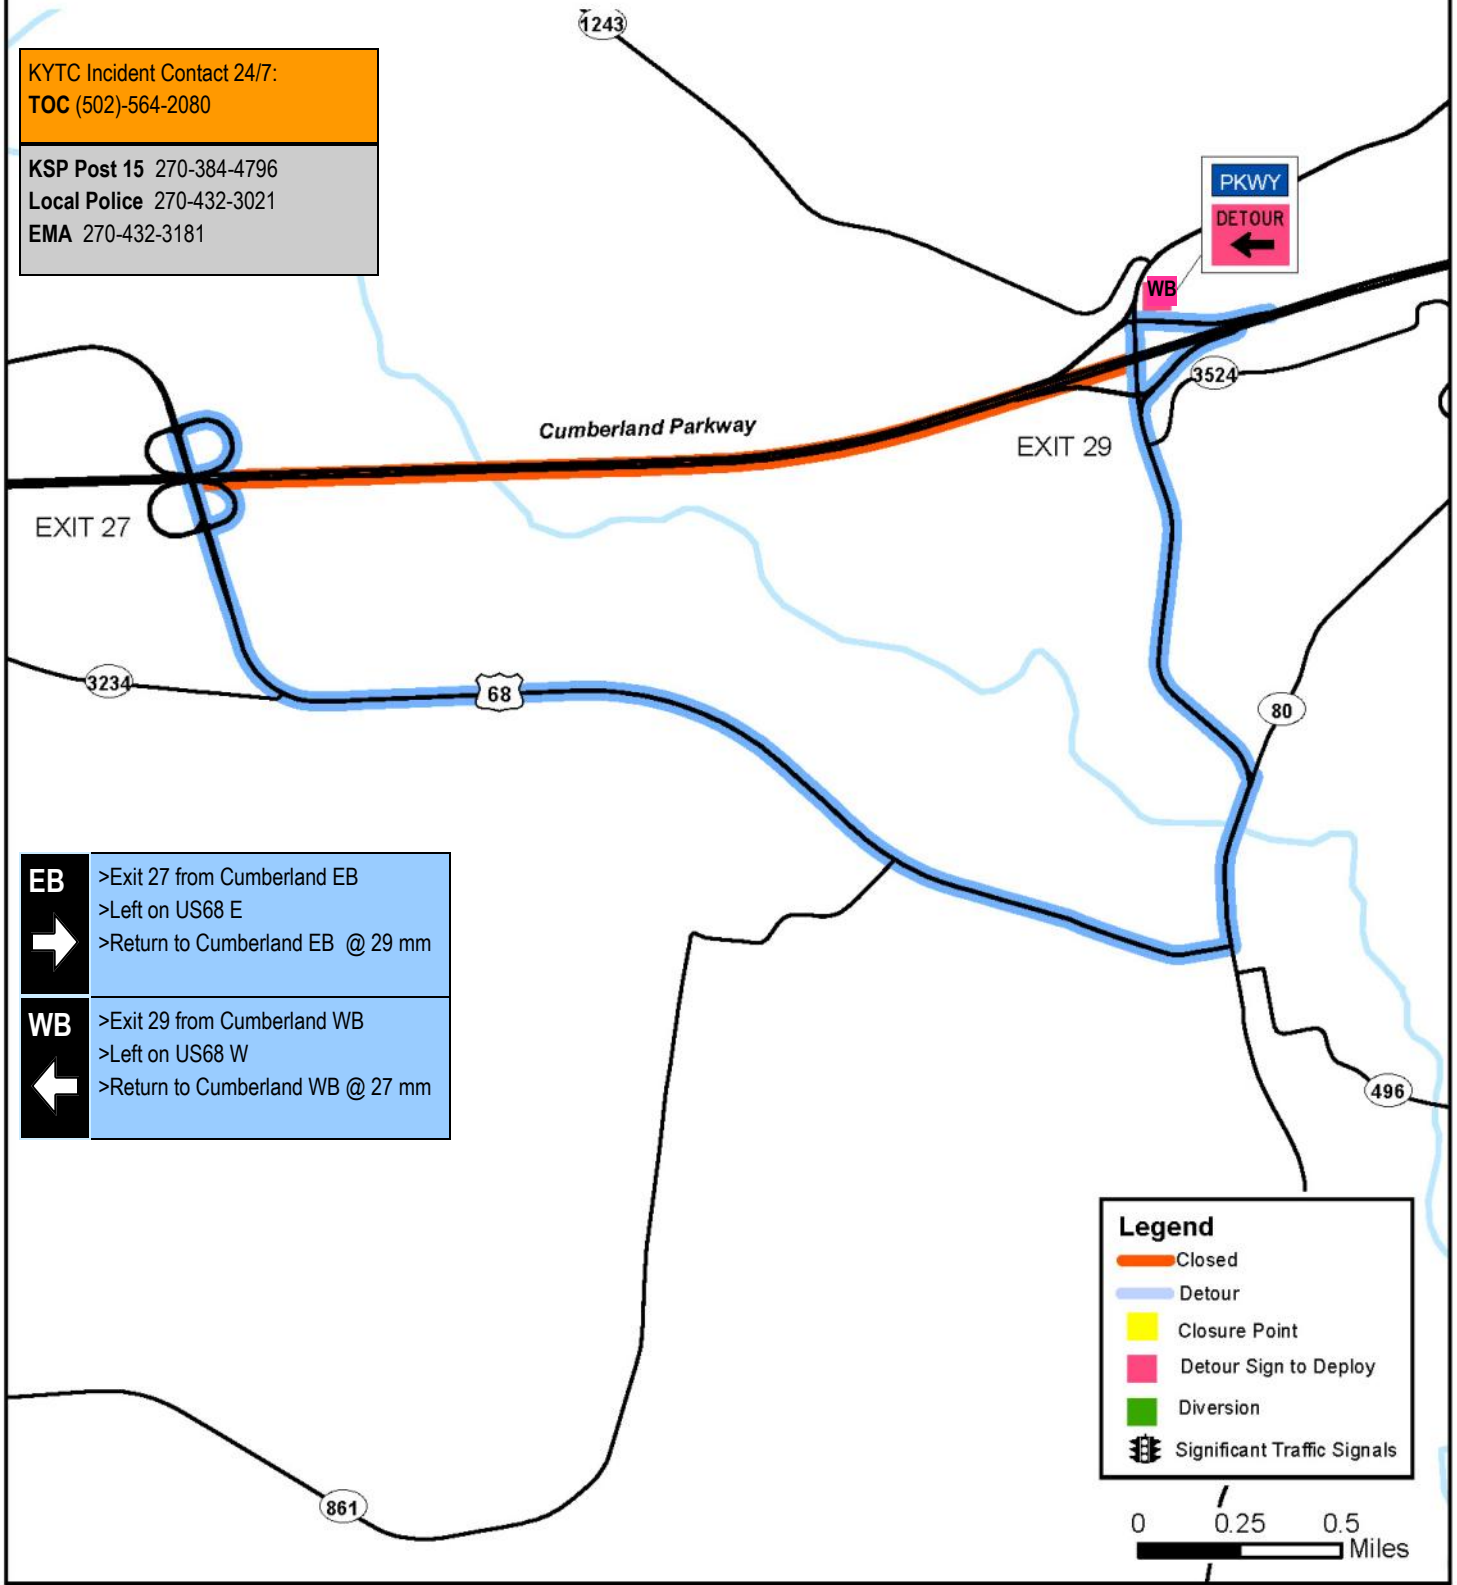 1243
KYTC Incident Contact 24/7:
TOC (502)-564-2080
KSP Post 15 270-384-4796
Local Police 270-432-3021
EMA 270-432-3181
PKWY
DETOUR
WB
3524
Cumberland Parkway
EXIT 29
EXIT 27
3234
68
80
EB
>Exit 27 from Cumberland EB
>Left on US68 E
>Return to Cumberland EB @ 29 mm
WB
>Exit 29 from Cumberland WB
>Left on US68 W
>Return to Cumberland WB @ 27 mm
496
Legend
Closed
Detour
Closure Point
Detour Sign to Deploy
Diversion
Significant Traffic Signals
861
0 0.25 0.5
Miles